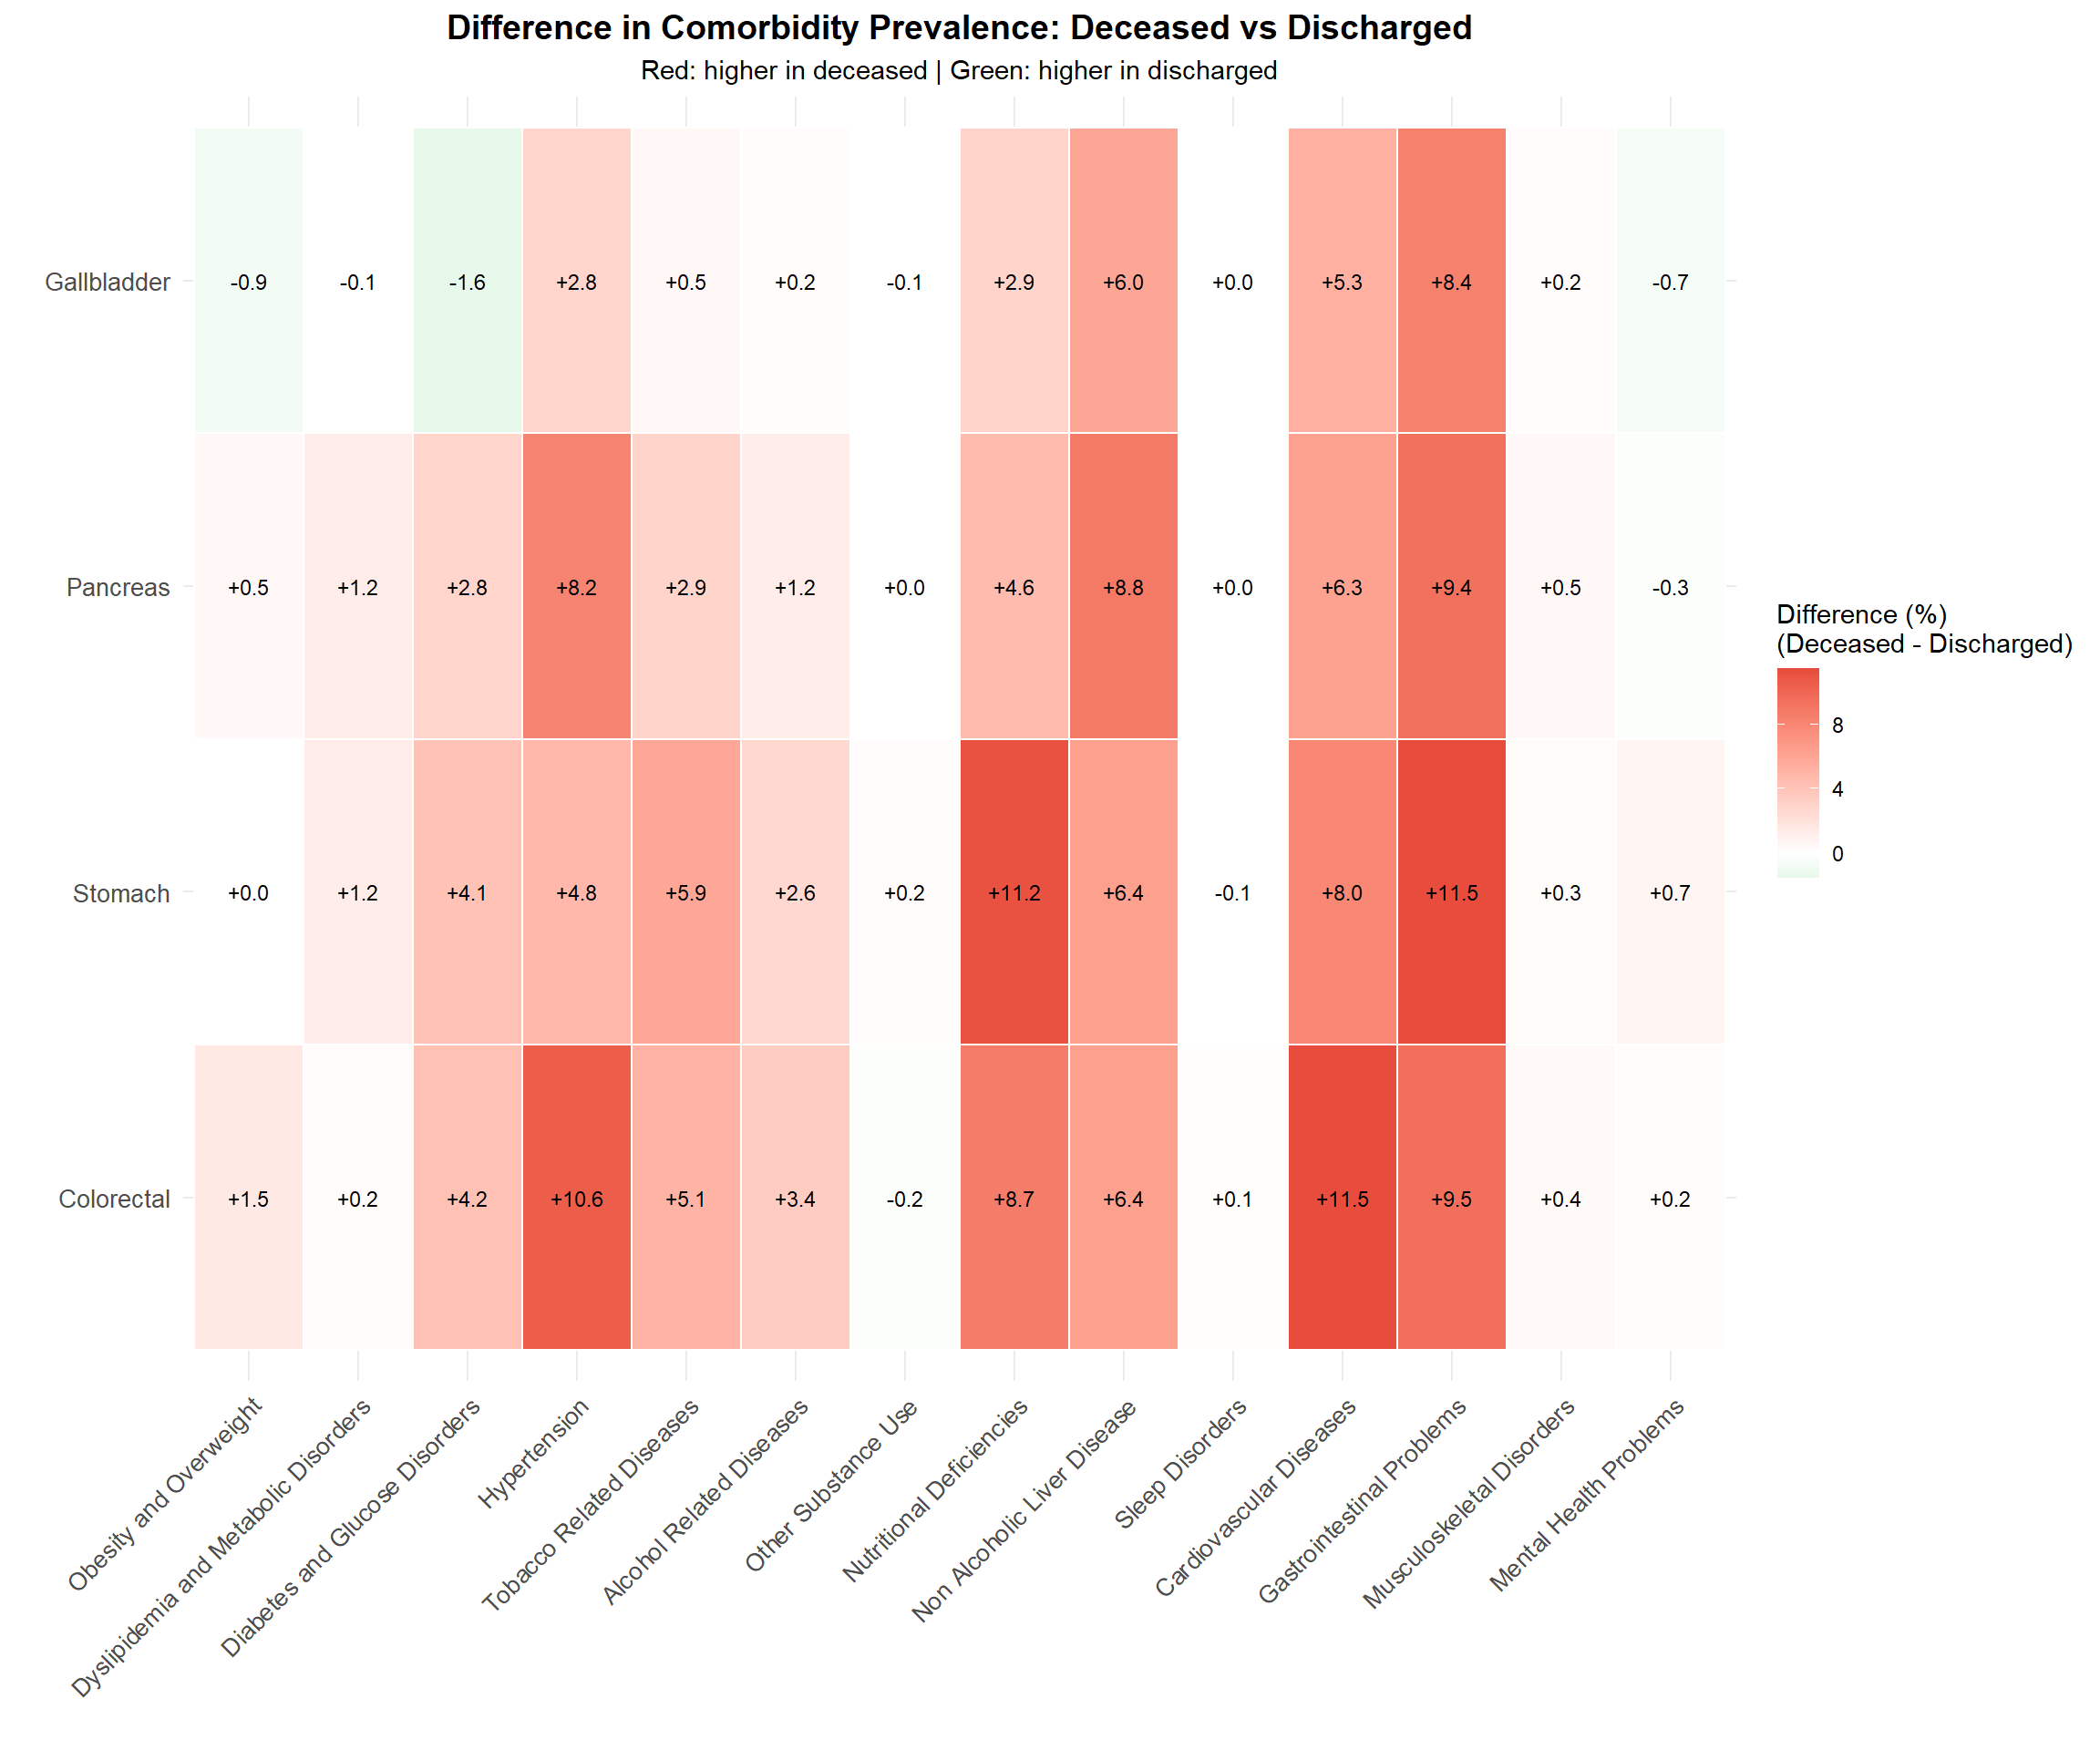 Difference in Comorbidity Prevalence: Deceased vs Discharged
Red: higher in deceased | Green: higher in discharged
Gallbladder -0.9 -0.1 -1.6 +2.8 +0.5 +0.2 -0.1 +2.9 +6.0 +0.0 +5.3 +8.4 +0.2 -0.7
Pancreas +0.5 +1.2 +2.8 +8.2 +2.9 +1.2 +0.0 +4.6 +8.8 +0.0 +6.3 +9.4 +0.5 -0.3
Stomach +0.0 +1.2 +4.1 +4.8 +5.9 +2.6 +0.2 +11.2 +6.4 -0.1 +8.0 +11.5 +0.3 +0.7
Colorectal +1.5 +0.2 +4.2 +10.6 +5.1 +3.4 -0.2 +8.7 +6.4 +0.1 +11.5 +9.5 +0.4 +0.2
Obesity and Overweight
Dyslipidemia and Metabolic Disorders
Diabetes and Glucose Disorders
Hypertension
Tobacco Related Diseases
Alcohol Related Diseases
Other Substance Use
Nutritional Deficiencies
Non Alcoholic Liver Disease
Sleep Disorders
Cardiovascular Diseases
Gastrointestinal Problems
Musculoskeletal Disorders
Mental Health Problems
Difference (%)
(Deceased - Discharged)
8
4
0